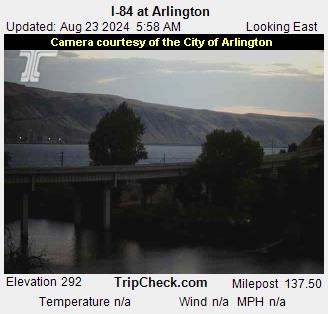 I-84 at Arlington
Updated: Aug 23 2024 5:58 AM Looking East
Camera courtesy of the City of Arlington
Elevation 292 TripCheck.com Milepost 137.50
Temperature n/a Wind n/a MPH n/a